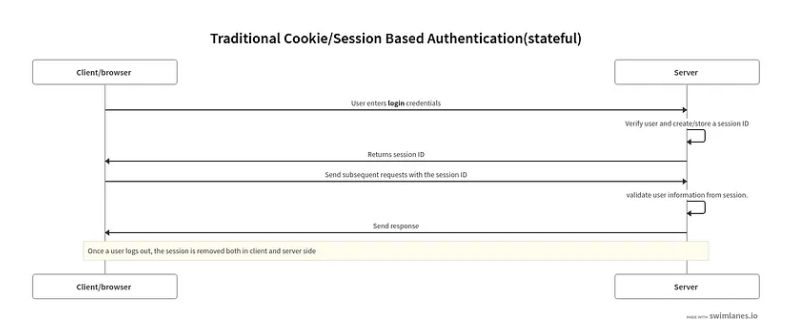 Traditional Cookie/Session Based Authentication(stateful)
Client/browser
Server
User enters login credentials
Verify user and create/store a session ID
Returns session ID
Send subsequent requests with the session ID
validate user information from session.
Send response
Once a user logs out, the session is removed both in client and server side
Client/browser
Server
MADE WITH swimlanes.io